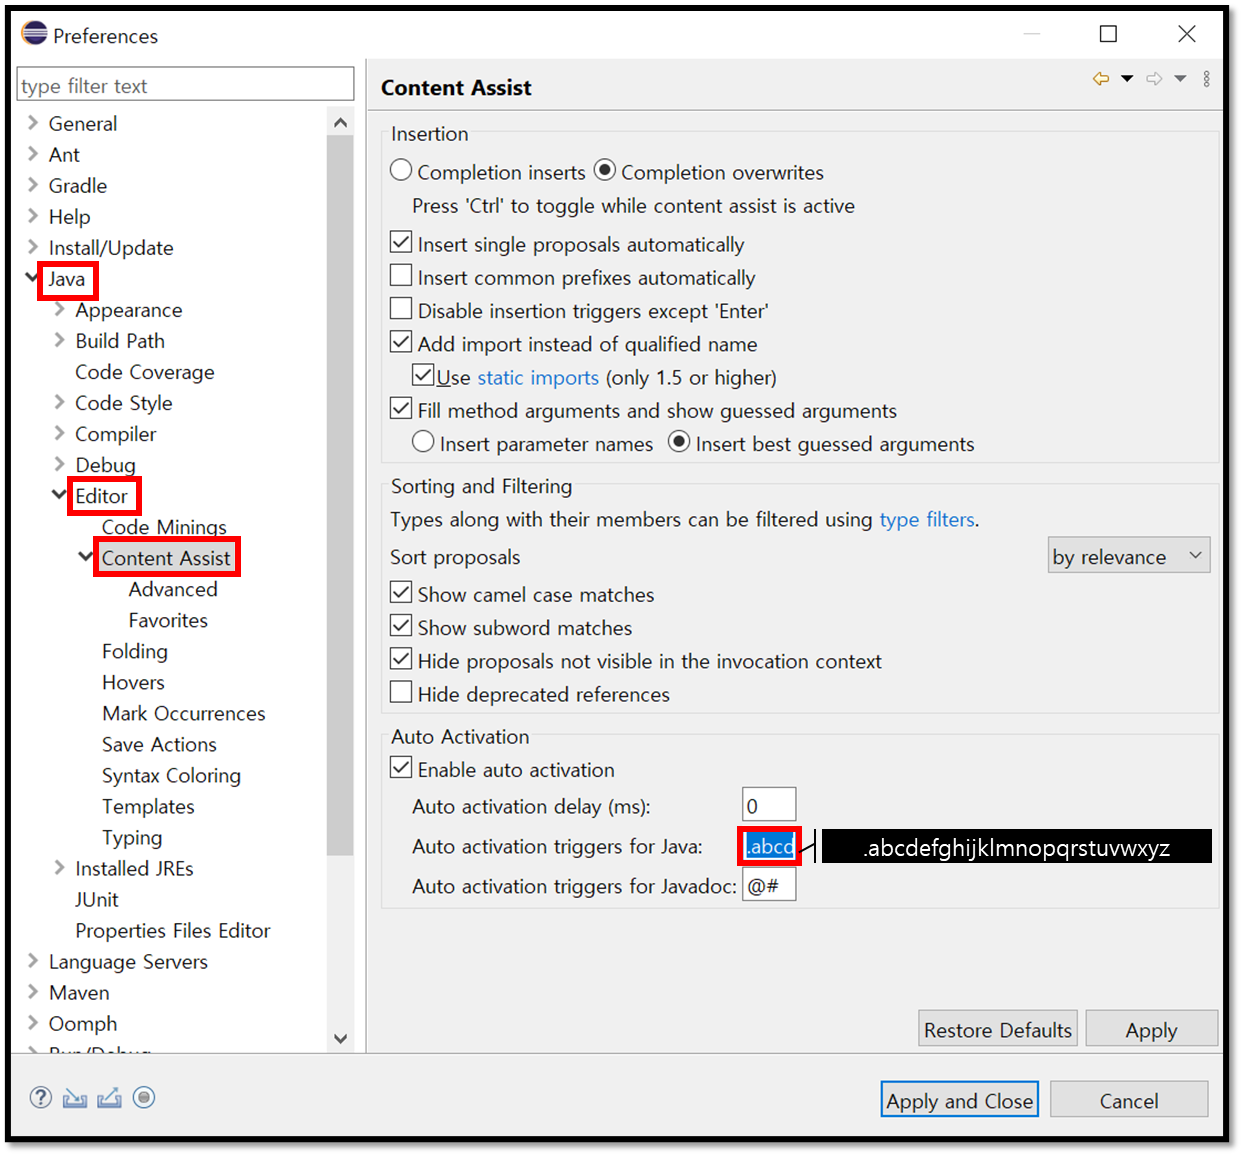 Preferences
type filter text
General
Ant
Gradle
Help
Install/Update
Java
Appearance
Build Path
Code Coverage
Code Style
Compiler
Debug
Editor
Code Minings
Content Assist
Advanced
Favorites
Folding
Hovers
Mark Occurrences
Save Actions
Syntax Coloring
Templates
Typing
Installed JREs
JUnit
Properties Files Editor
Language Servers
Maven
Oomph
Run/Debug
Content Assist
Insertion
Completion inserts Completion overwrites
Press 'Ctrl' to toggle while content assist is active
Insert single proposals automatically
Insert common prefixes automatically
Disable insertion triggers except 'Enter'
Add import instead of qualified name
Use static imports (only 1.5 or higher)
Fill method arguments and show guessed arguments
Insert parameter names Insert best guessed arguments
Sorting and Filtering
Types along with their members can be filtered using type filters.
Sort proposals by relevance
Show camel case matches
Show subword matches
Hide proposals not visible in the invocation context
Hide deprecated references
Auto Activation
Enable auto activation
Auto activation delay (ms): 0
Auto activation triggers for Java: .abcd .abcdefghijklmnopqrstuvwxyz
Auto activation triggers for Javadoc: @#
Restore Defaults Apply
? Apply and Close Cancel